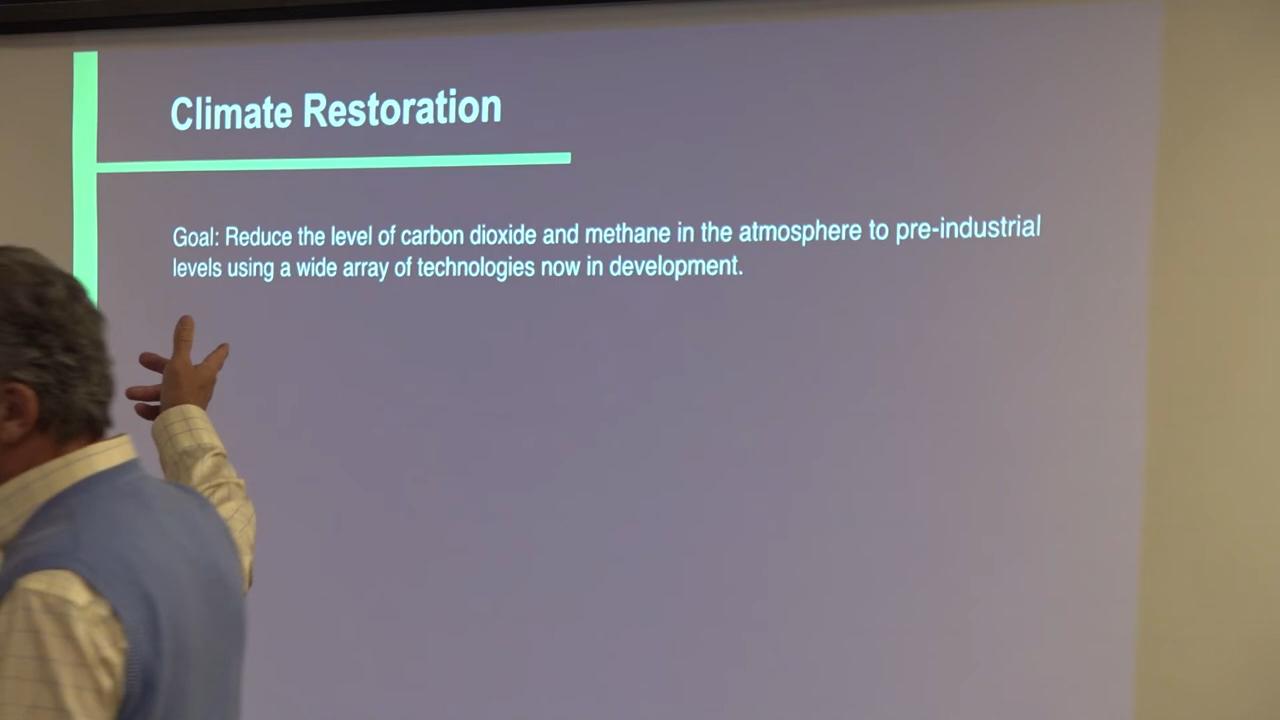 Climate Restoration
Goal: Reduce the level of carbon dioxide and methane in the atmosphere to pre-industrial
levels using a wide array of technologies now in development.